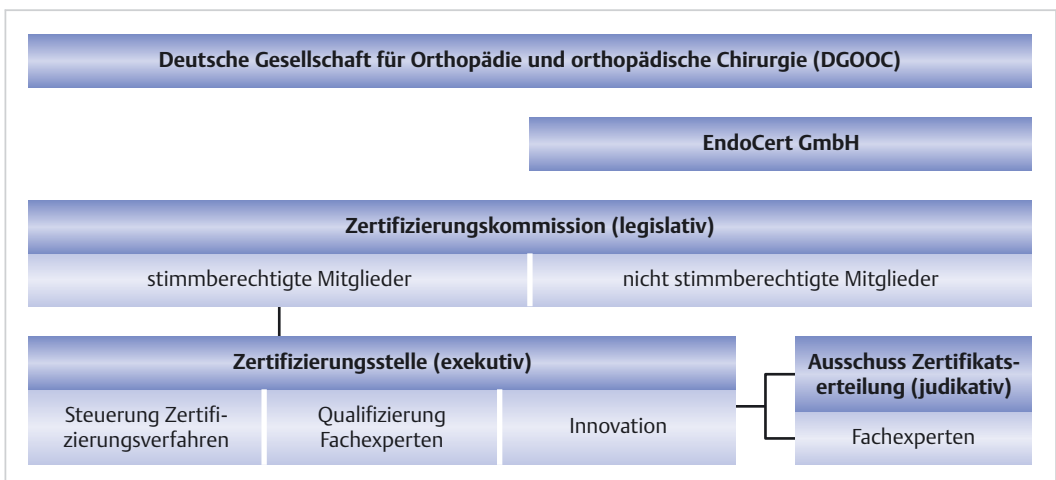 Deutsche Gesellschaft für Orthopädie und orthopädische Chirurgie (DGOOC)
EndoCert GmbH
Zertifizierungskommission (legislativ)
stimmberechtigte Mitglieder
nicht stimmberechtigte Mitglieder
Zertifizierungsstelle (exekutiv)
Steuerung Zertifi-
zierungsverfahren
Qualifizierung
Fachexperten
Innovation
Ausschuss Zertifikats-
erteilung (judikativ)
Fachexperten